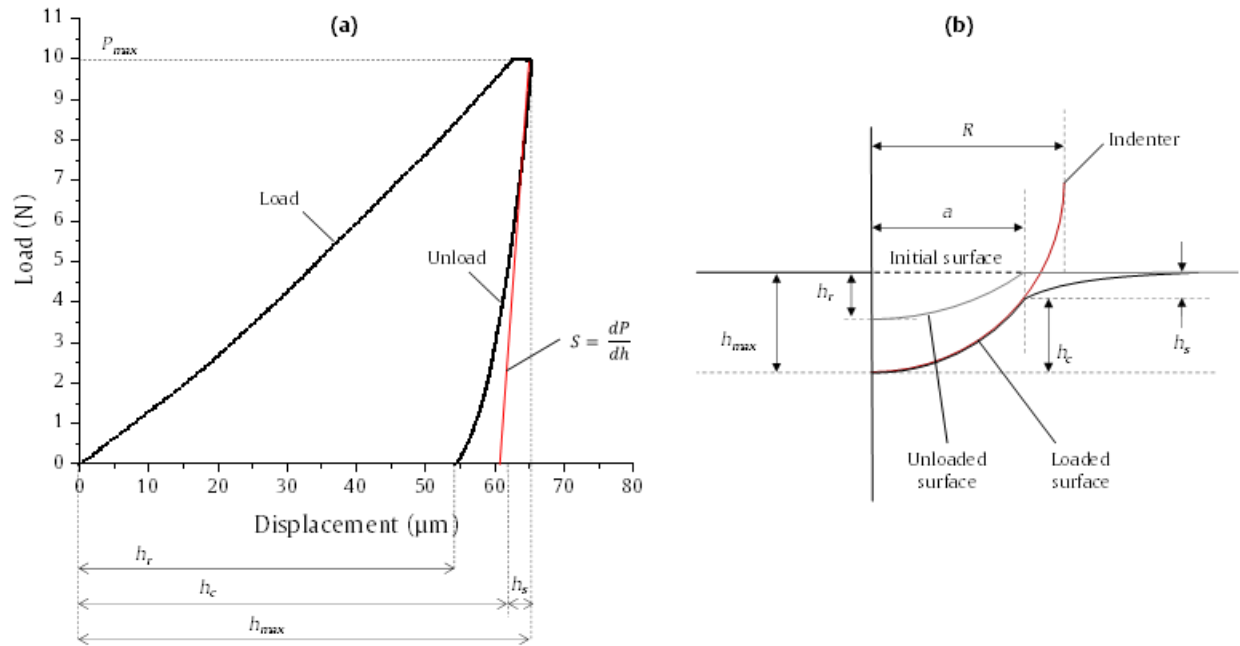 (a)
11
10
9
8
7
6
5
4
3
2
1
0
Load (N)
P_max
Load
Unload
S = dP/dh
0 10 20 30 40 50 60 70 80
Displacement (μm)
h_r
h_c
h_s
h_max
(b)
R
Indenter
a
Initial surface
h_r
h_max
h_c
h_s
Unloaded
surface
Loaded
surface